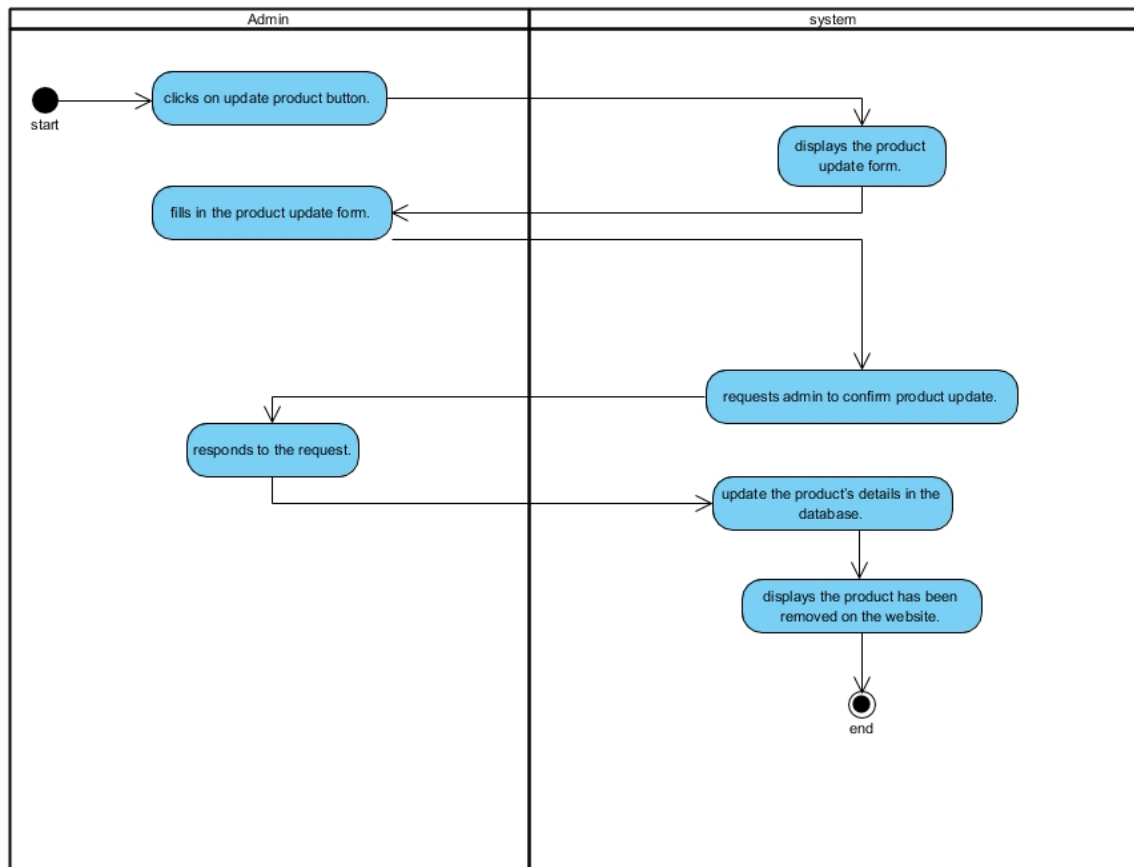 Admin
system
clicks on update product button.
start
displays the product
update form.
fills in the product update form.
requests admin to confirm product update.
responds to the request.
update the product's details in the
database.
displays the product has been
removed on the website.
end